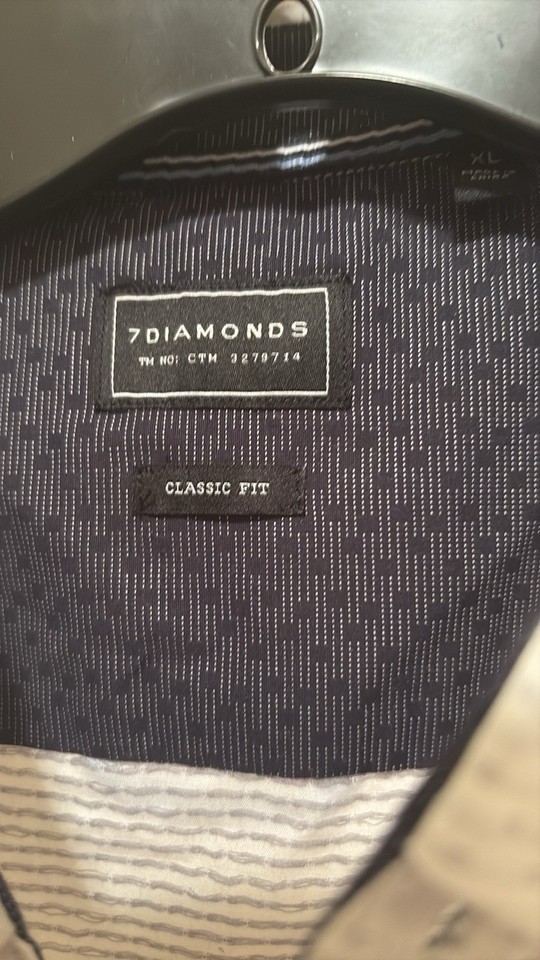 XL
7DIAMONDS
TM NO: CTM 3279714
CLASSIC FIT